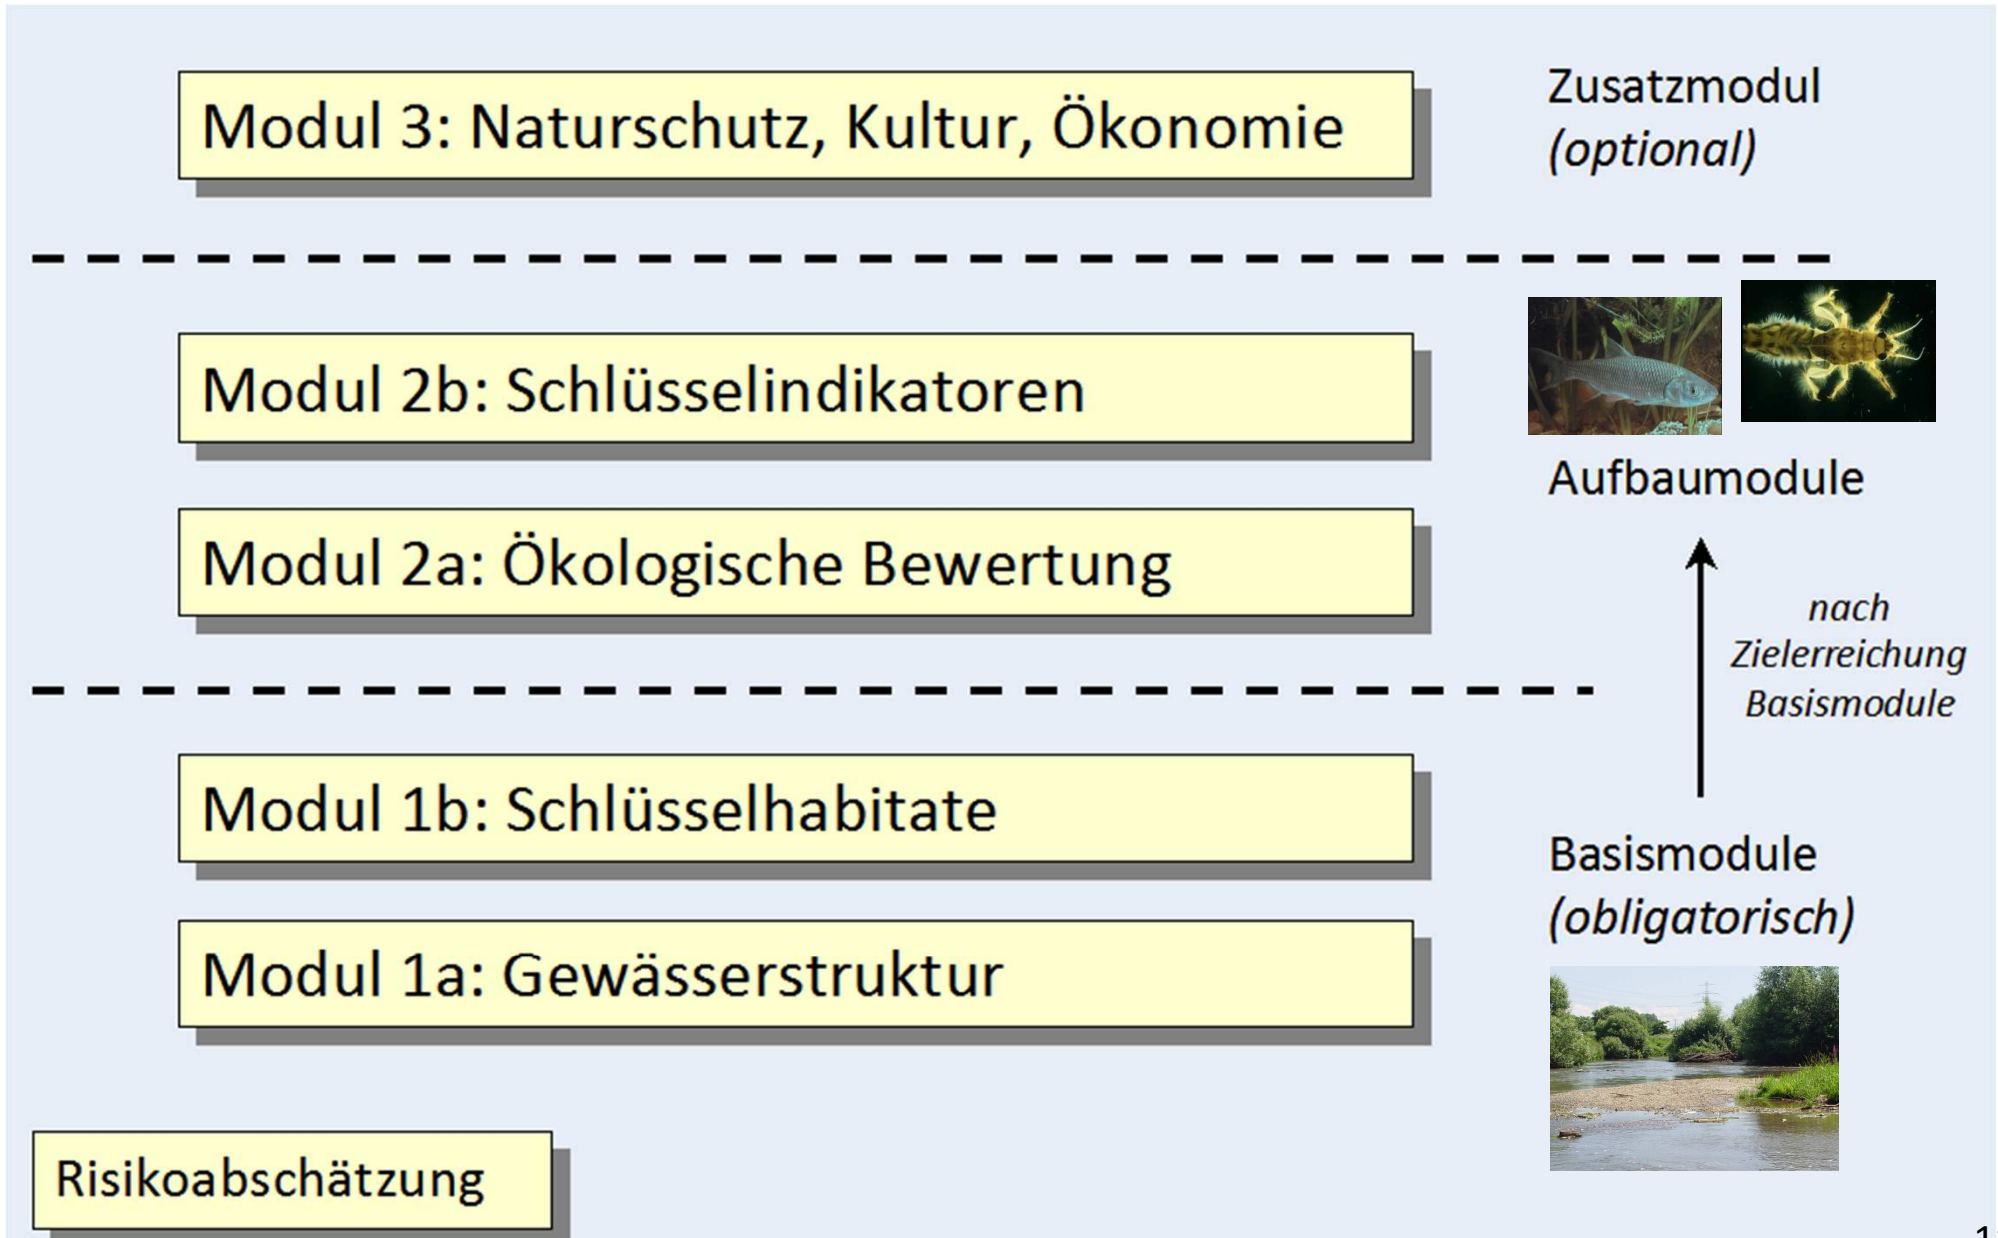 Modul 3: Naturschutz, Kultur, Ökonomie
Zusatzmodul
(optional)
Modul 2b: Schlüsselindikatoren
Aufbaumodule
Modul 2a: Ökologische Bewertung
nach
Zielerreichung
Basismodule
Modul 1b: Schlüsselhabitate
Basismodule
(obligatorisch)
Modul 1a: Gewässerstruktur
Risikoabschätzung